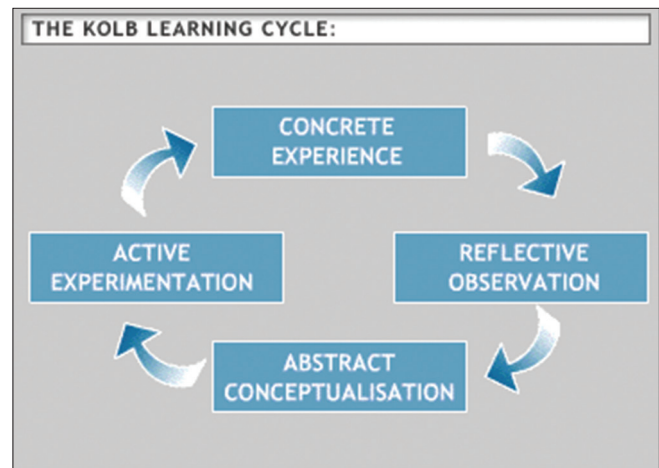 THE KOLB LEARNING CYCLE:
CONCRETE
EXPERIENCE
REFLECTIVE
OBSERVATION
ABSTRACT
CONCEPTUALISATION
ACTIVE
EXPERIMENTATION